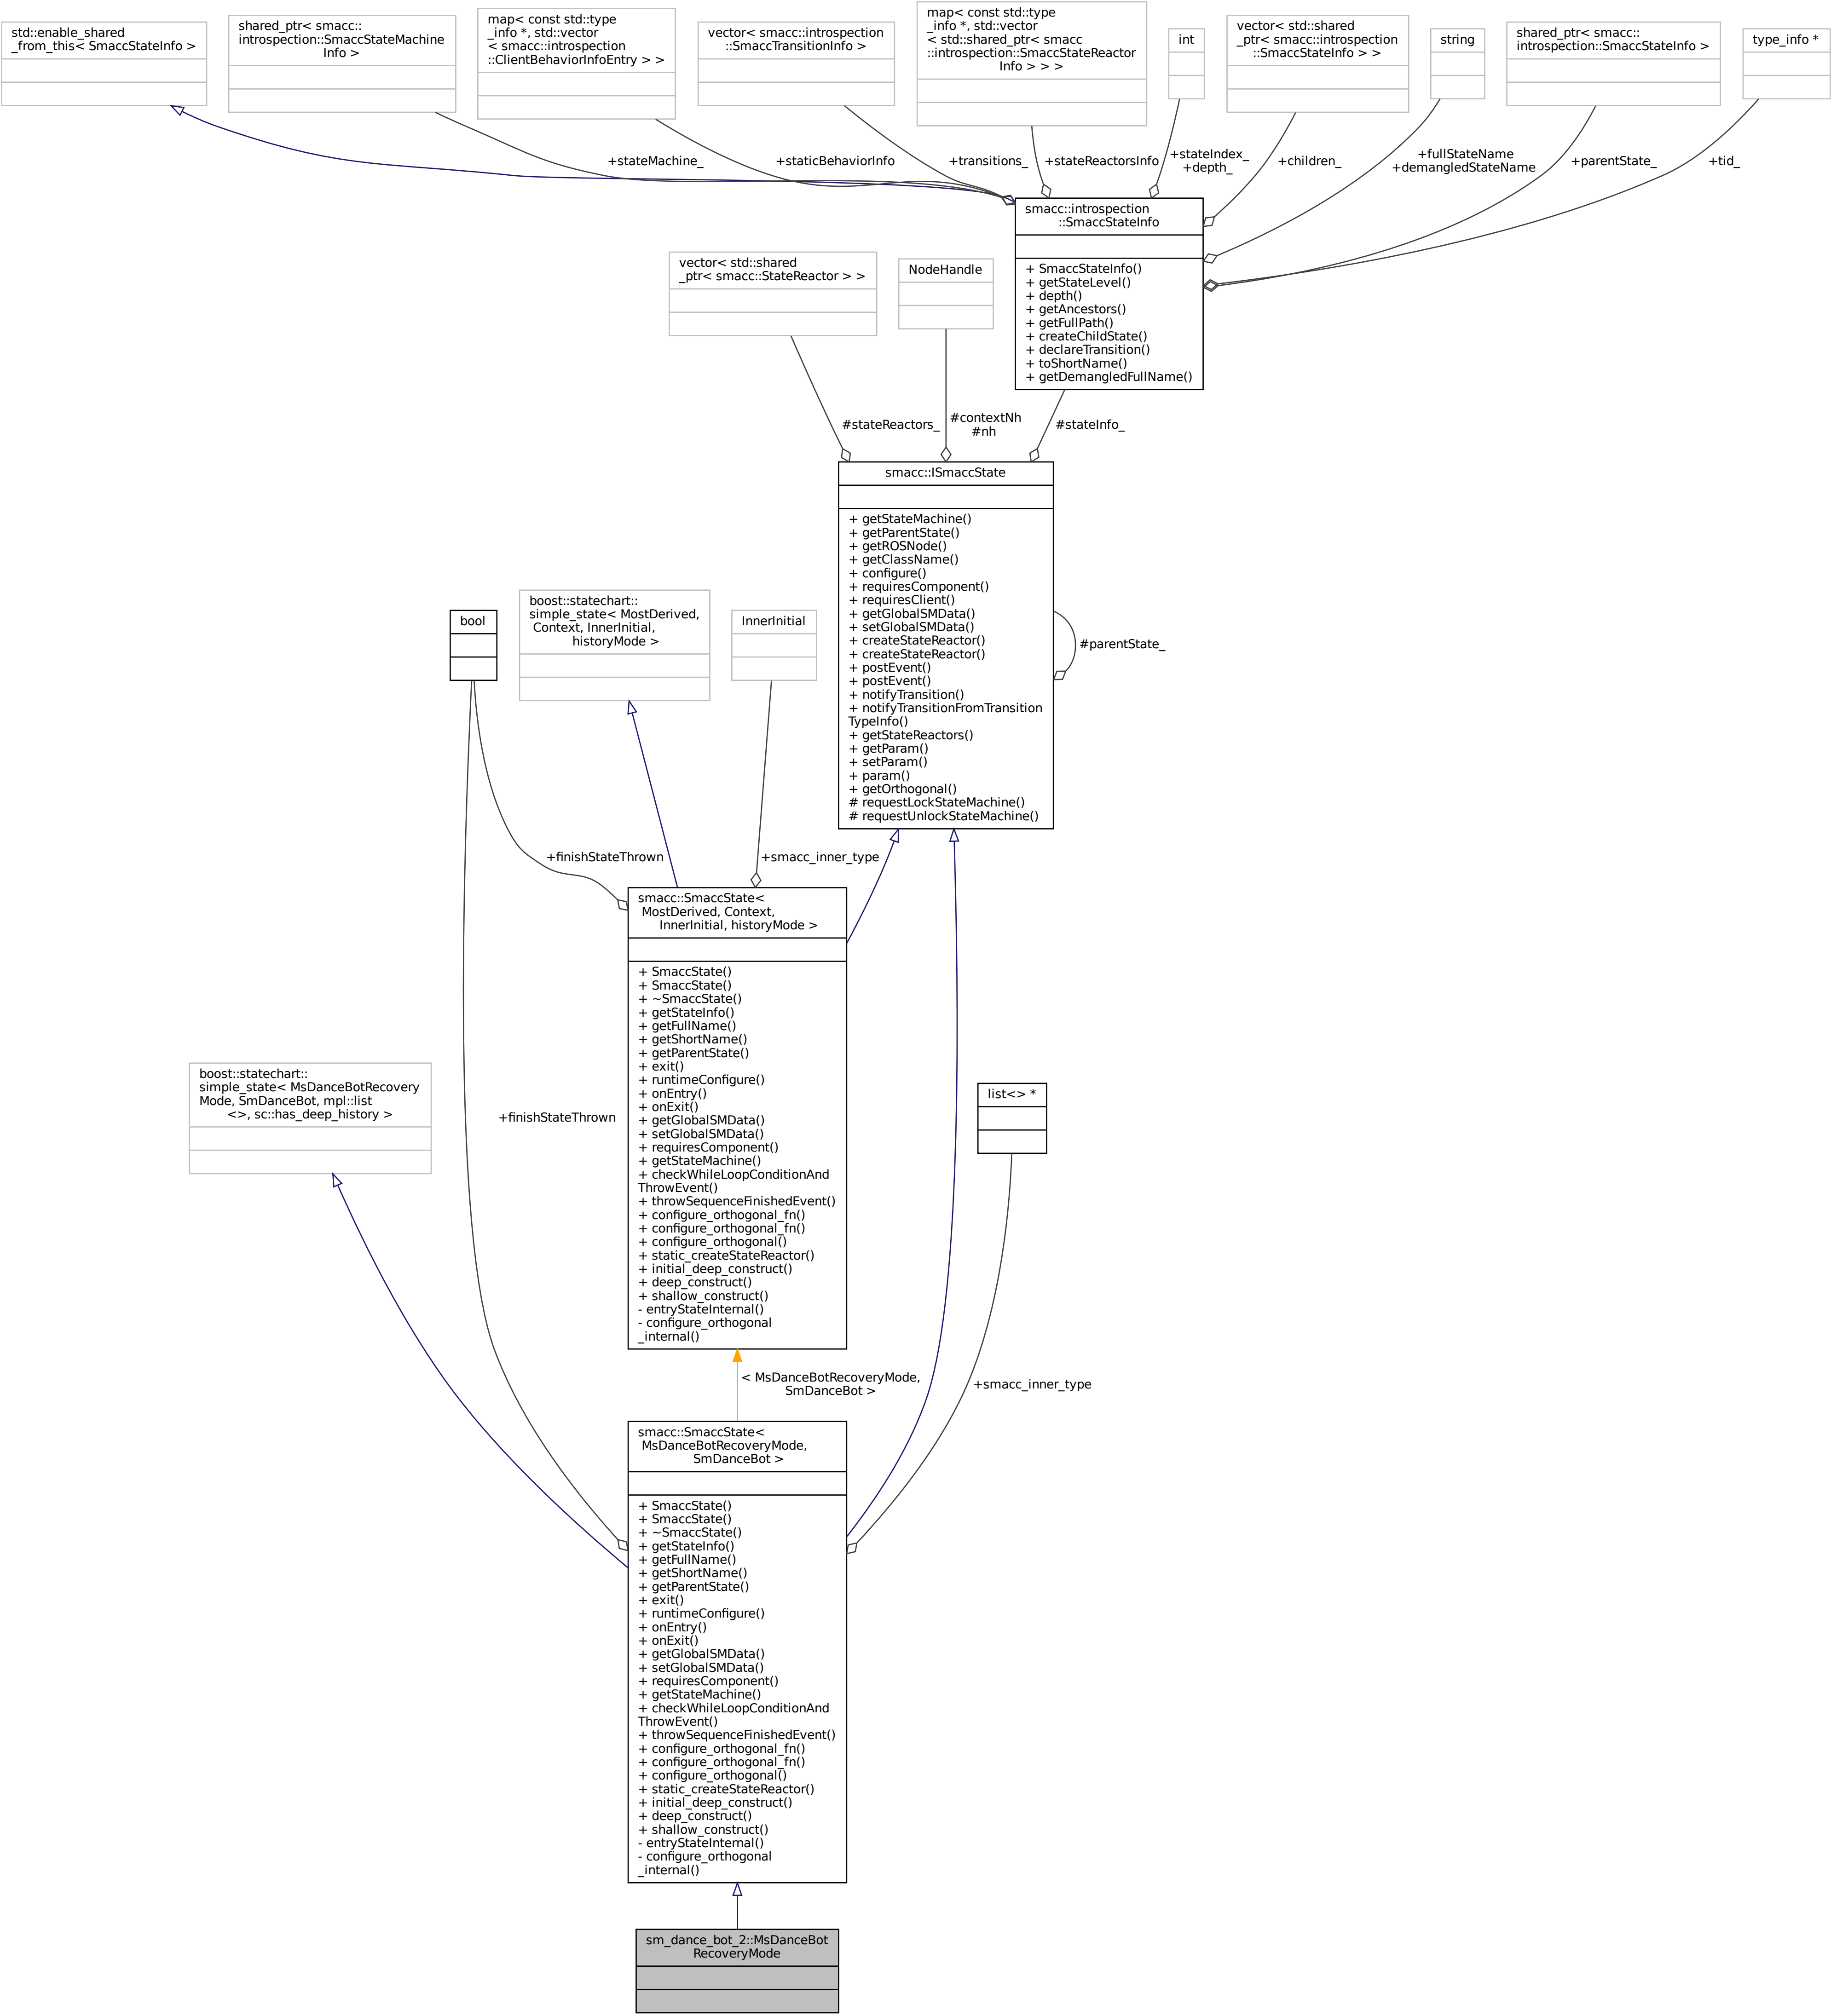 std::enable_shared
_from_this< SmaccStateInfo >
shared_ptr< smacc::
introspection::SmaccStateMachine
Info >
map< const std::type
_info *, std::vector
< smacc::introspection
::ClientBehaviorInfoEntry > >
vector< smacc::introspection
::SmaccTransitionInfo >
map< const std::type
_info *, std::vector
< std::shared_ptr< smacc
::introspection::SmaccStateReactor
Info > > >
int
vector< std::shared
_ptr< smacc::introspection
::SmaccStateInfo > >
string
shared_ptr< smacc::
introspection::SmaccStateInfo >
type_info *
+stateMachine_
+staticBehaviorInfo
+transitions_
+stateReactorsInfo
+stateIndex_
+depth_
+children_
+fullStateName
+demangledStateName
+parentState_
+tid_
smacc::introspection
::SmaccStateInfo
+ SmaccStateInfo()
+ getStateLevel()
+ depth()
+ getAncestors()
+ getFullPath()
+ createChildState()
+ declareTransition()
+ toShortName()
+ getDemangledFullName()
vector< std::shared
_ptr< smacc::StateReactor > >
NodeHandle
#stateReactors_
#contextNh
#nh
#stateInfo_
smacc::ISmaccState
+ getStateMachine()
+ getParentState()
+ getROSNode()
+ getClassName()
+ configure()
+ requiresComponent()
+ requiresClient()
+ getGlobalSMData()
+ setGlobalSMData()
+ createStateReactor()
+ createStateReactor()
+ postEvent()
+ postEvent()
+ notifyTransition()
+ notifyTransitionFromTransition
TypeInfo()
+ getStateReactors()
+ getParam()
+ setParam()
+ param()
+ getOrthogonal()
# requestLockStateMachine()
# requestUnlockStateMachine()
#parentState_
bool
boost::statechart::
simple_state< MostDerived,
Context, InnerInitial,
historyMode >
InnerInitial
+finishStateThrown
+smacc_inner_type
smacc::SmaccState<
MostDerived, Context,
InnerInitial, historyMode >
+ SmaccState()
+ SmaccState()
+ ~SmaccState()
+ getStateInfo()
+ getFullName()
+ getShortName()
+ getParentState()
+ exit()
+ runtimeConfigure()
+ onEntry()
+ onExit()
+ getGlobalSMData()
+ setGlobalSMData()
+ requiresComponent()
+ getStateMachine()
+ checkWhileLoopConditionAnd
ThrowEvent()
+ throwSequenceFinishedEvent()
+ configure_orthogonal_fn()
+ configure_orthogonal_fn()
+ configure_orthogonal()
+ static_createStateReactor()
+ initial_deep_construct()
+ deep_construct()
+ shallow_construct()
- entryStateInternal()
- configure_orthogonal
_internal()
boost::statechart::
simple_state< MsDanceBotRecovery
Mode, SmDanceBot, mpl::list
<>, sc::has_deep_history >
+finishStateThrown
list<> *
< MsDanceBotRecoveryMode,
SmDanceBot >
+smacc_inner_type
smacc::SmaccState<
MsDanceBotRecoveryMode,
SmDanceBot >
+ SmaccState()
+ SmaccState()
+ ~SmaccState()
+ getStateInfo()
+ getFullName()
+ getShortName()
+ getParentState()
+ exit()
+ runtimeConfigure()
+ onEntry()
+ onExit()
+ getGlobalSMData()
+ setGlobalSMData()
+ requiresComponent()
+ getStateMachine()
+ checkWhileLoopConditionAnd
ThrowEvent()
+ throwSequenceFinishedEvent()
+ configure_orthogonal_fn()
+ configure_orthogonal_fn()
+ configure_orthogonal()
+ static_createStateReactor()
+ initial_deep_construct()
+ deep_construct()
+ shallow_construct()
- entryStateInternal()
- configure_orthogonal
_internal()
sm_dance_bot_2::MsDanceBot
RecoveryMode